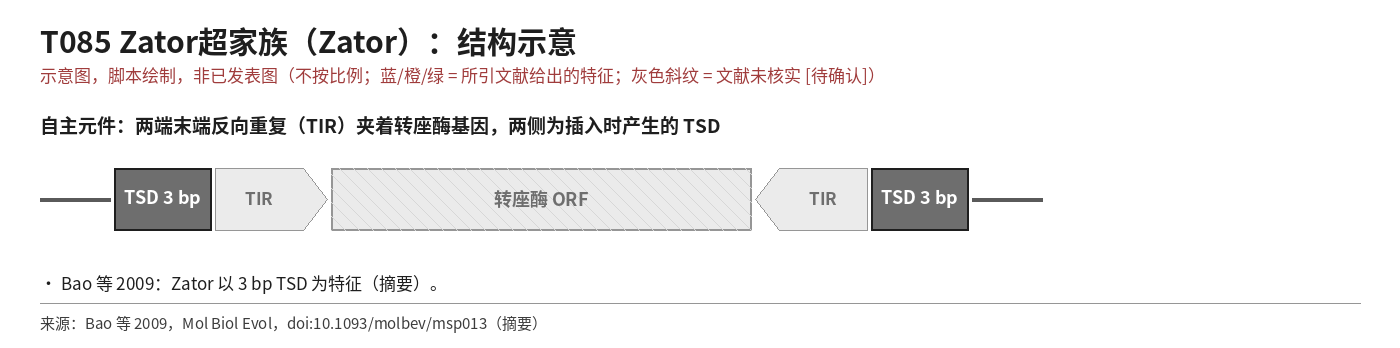 T085 Zator超家族（Zator）：结构示意
示意图，脚本绘制，非已发表图（不按比例；蓝/橙/绿 = 所引文献给出的特征；灰色斜纹 = 文献未核实 [待确认]）
自主元件：两端末端反向重复（TIR）夹着转座酶基因，两侧为插入时产生的 TSD
TSD 3 bp TIR 转座酶 ORF TIR TSD 3 bp
· Bao 等 2009：Zator 以 3 bp TSD 为特征（摘要）。
来源：Bao 等 2009，Mol Biol Evol，doi:10.1093/molbev/msp013（摘要）